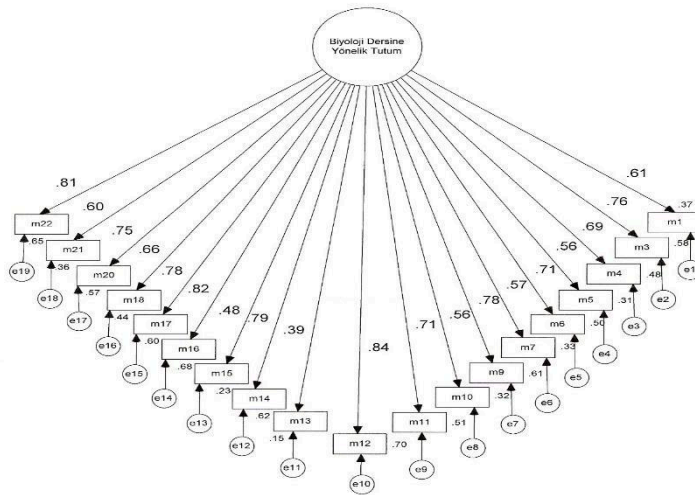 Biyoloji Dersine
Yönelik Tutum
.81
.60
.75
.66
.78
.82
.48
.79
.39
.84
.71
.56
.78
.57
.71
.56
.69
.76
.61
m22
.65
e19
m21
.36
e18
m20
.57
e17
m18
.44
e16
m17
.60
e15
m16
.68
e14
m15
.23
e13
m14
.62
e12
m13
.15
e11
m12
.70
e10
m11
.51
e9
m10
.32
e8
m9
.61
e7
m7
.33
e6
m6
.50
e5
m5
.31
e4
m4
.48
e3
m3
.58
e2
m1
.37
e1